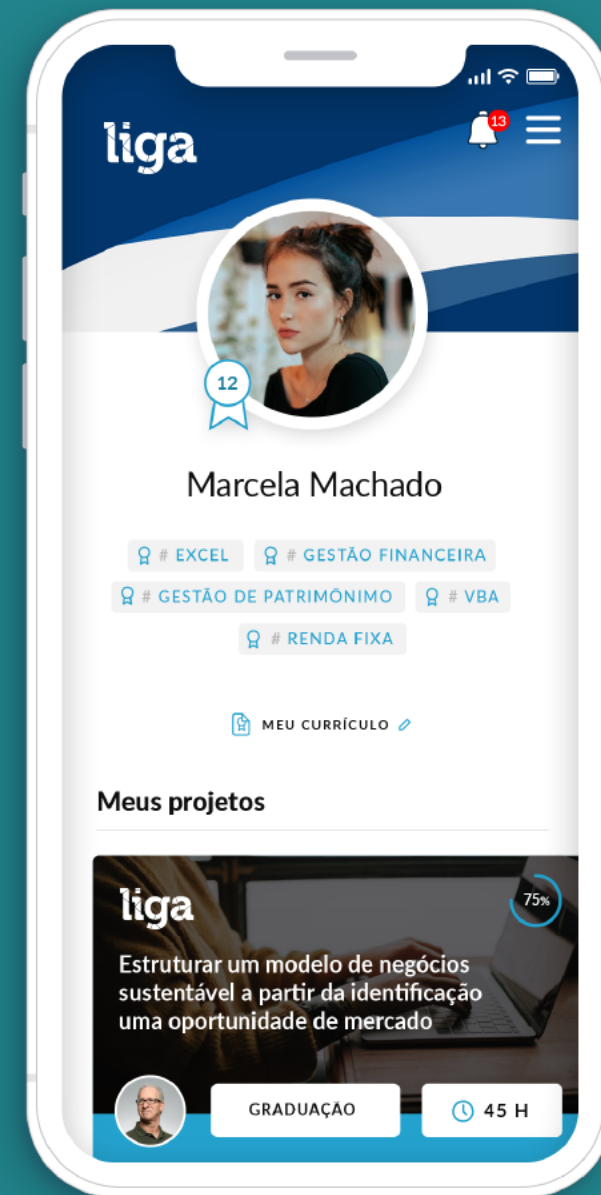 13
liga
12
Marcela Machado
# EXCEL # GESTÃO FINANCEIRA
# GESTÃO DE PATRIMÔNIMO # VBA
# RENDA FIXA
MEU CURRÍCULO
Meus projetos
liga
75%
Estruturar um modelo de negócios
sustentável a partir da identificação
uma oportunidade de mercado
GRADUAÇÃO 45 H